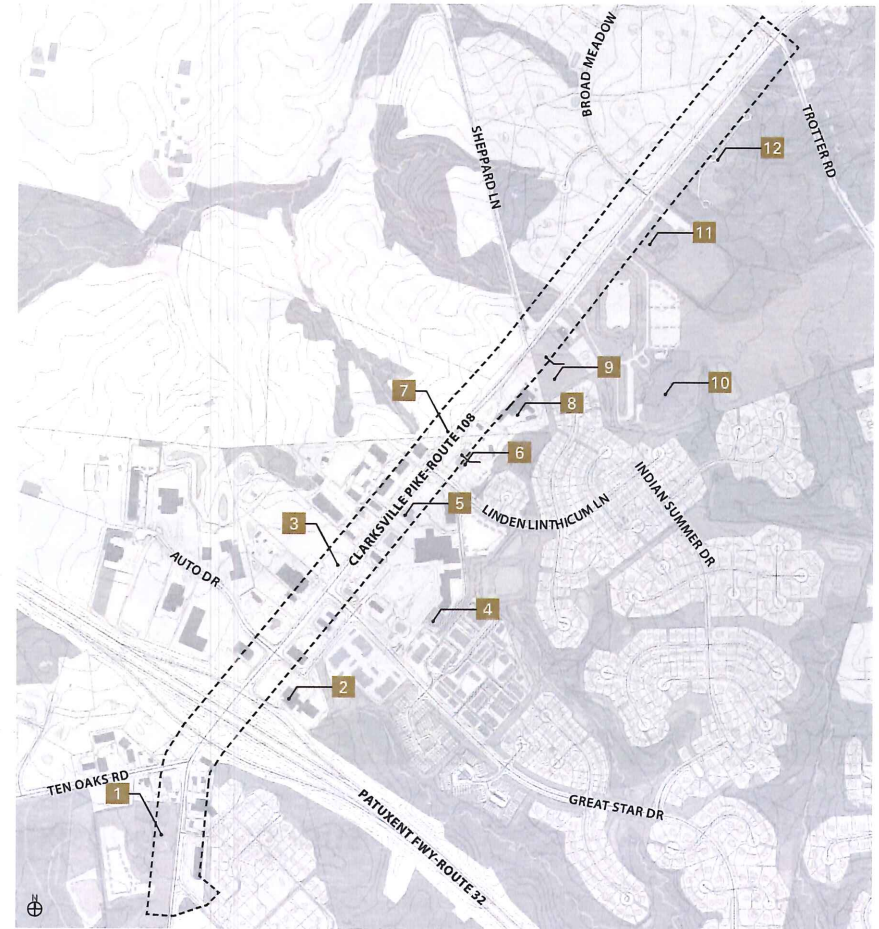 BROAD MEADOW
SHEPPARD LN
TROTTER RD
12
11
9
10
7
8
CLARKSVILLE PIKE-ROUTE 108
6
5
LINDEN LINTHICUM LN
INDIAN SUMMER DR
3
AUTO DR
4
2
TEN OAKS RD
1
PATUXENT FWY-ROUTE 32
GREAT STAR DR
N